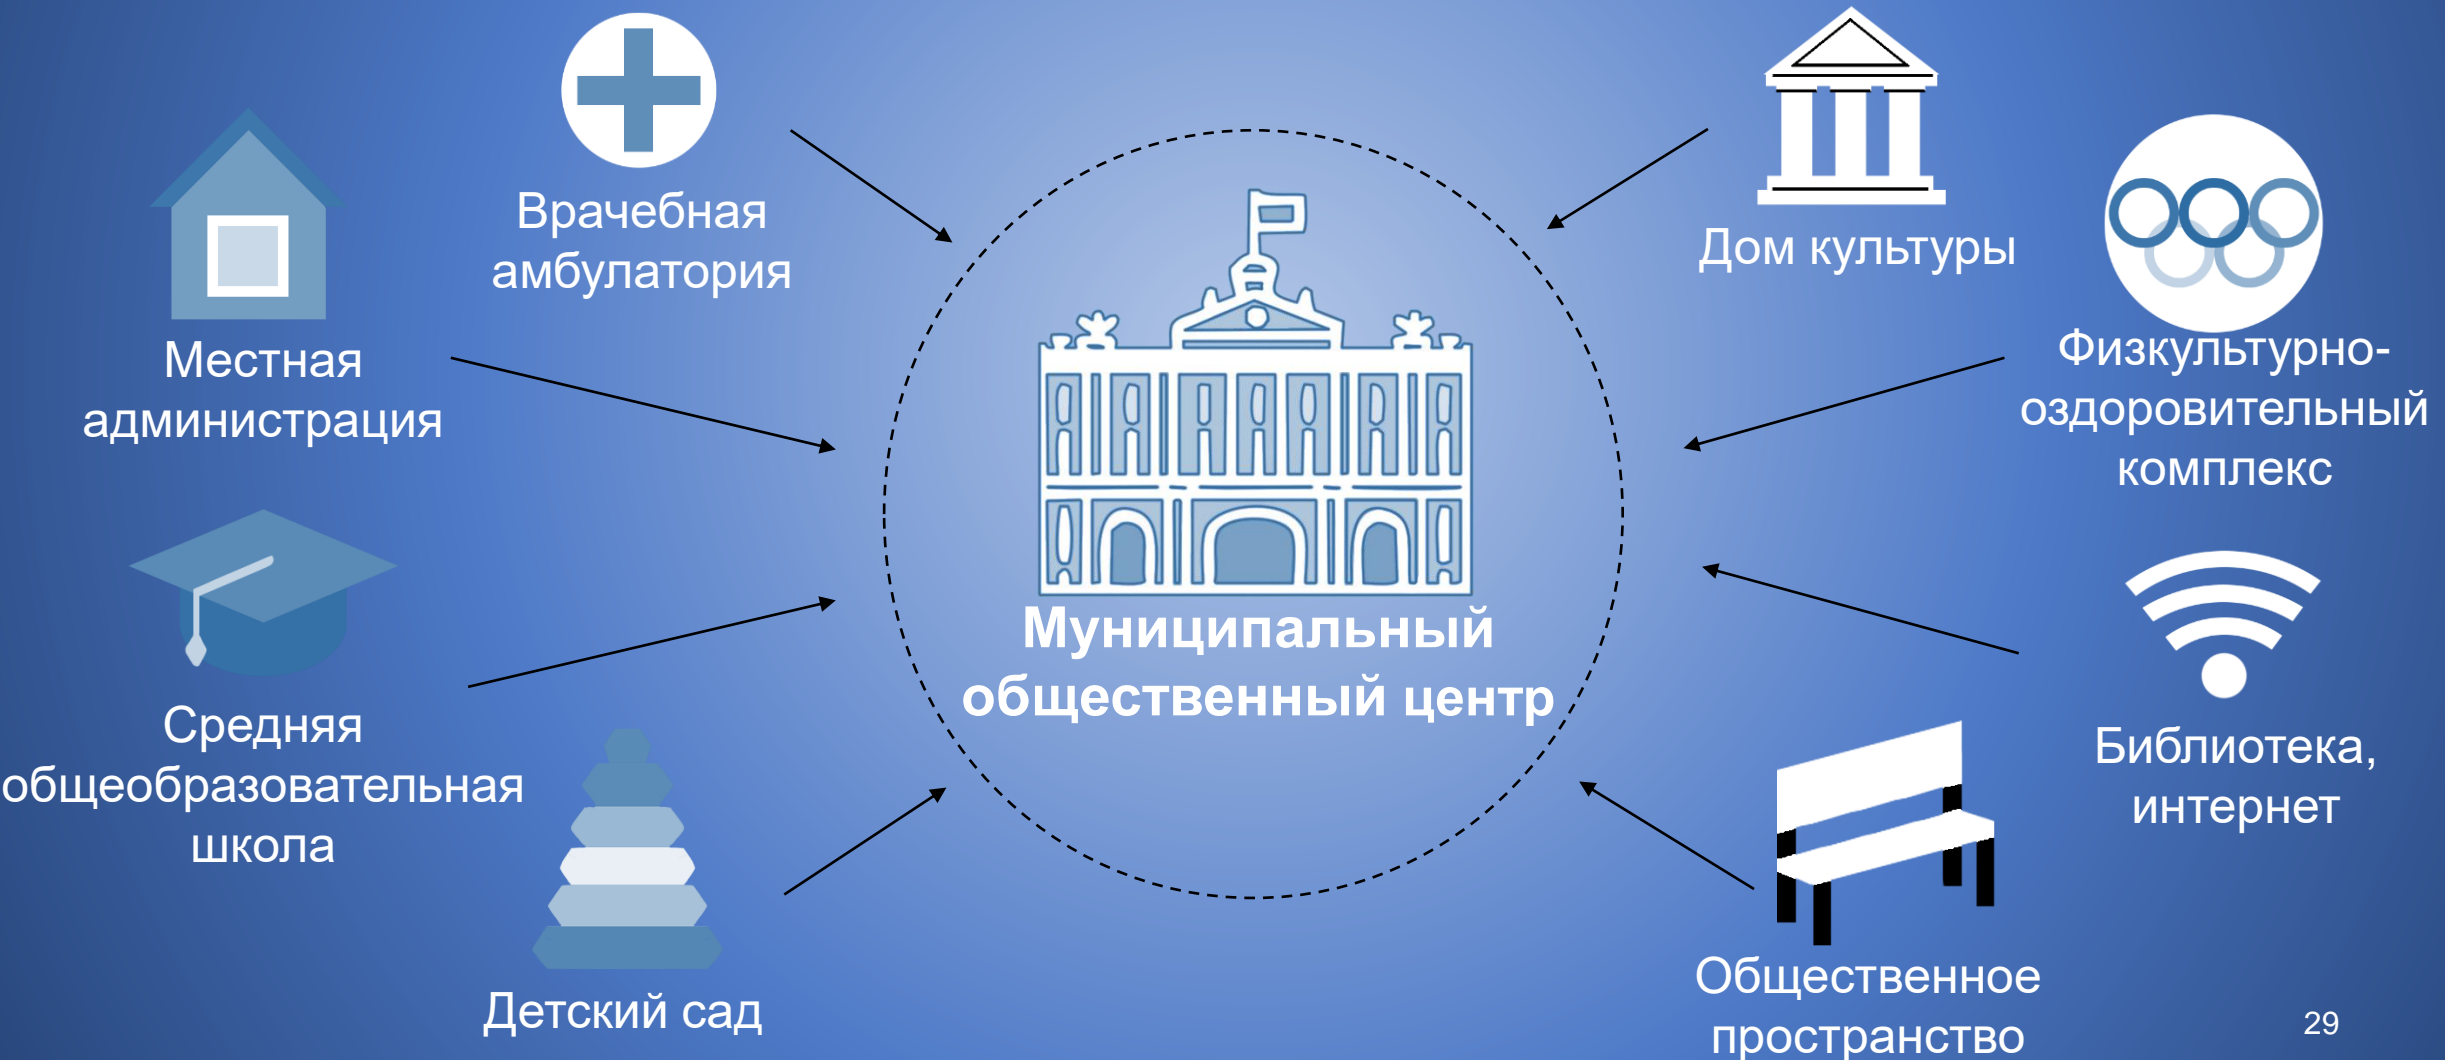 Врачебная
амбулатория
Дом культуры
Местная
администрация
Физкультурно-
оздоровительный
комплекс
Муниципальный
общественный центр
Средняя
общеобразовательная
школа
Библиотека,
интернет
Детский сад
Общественное
пространство
29